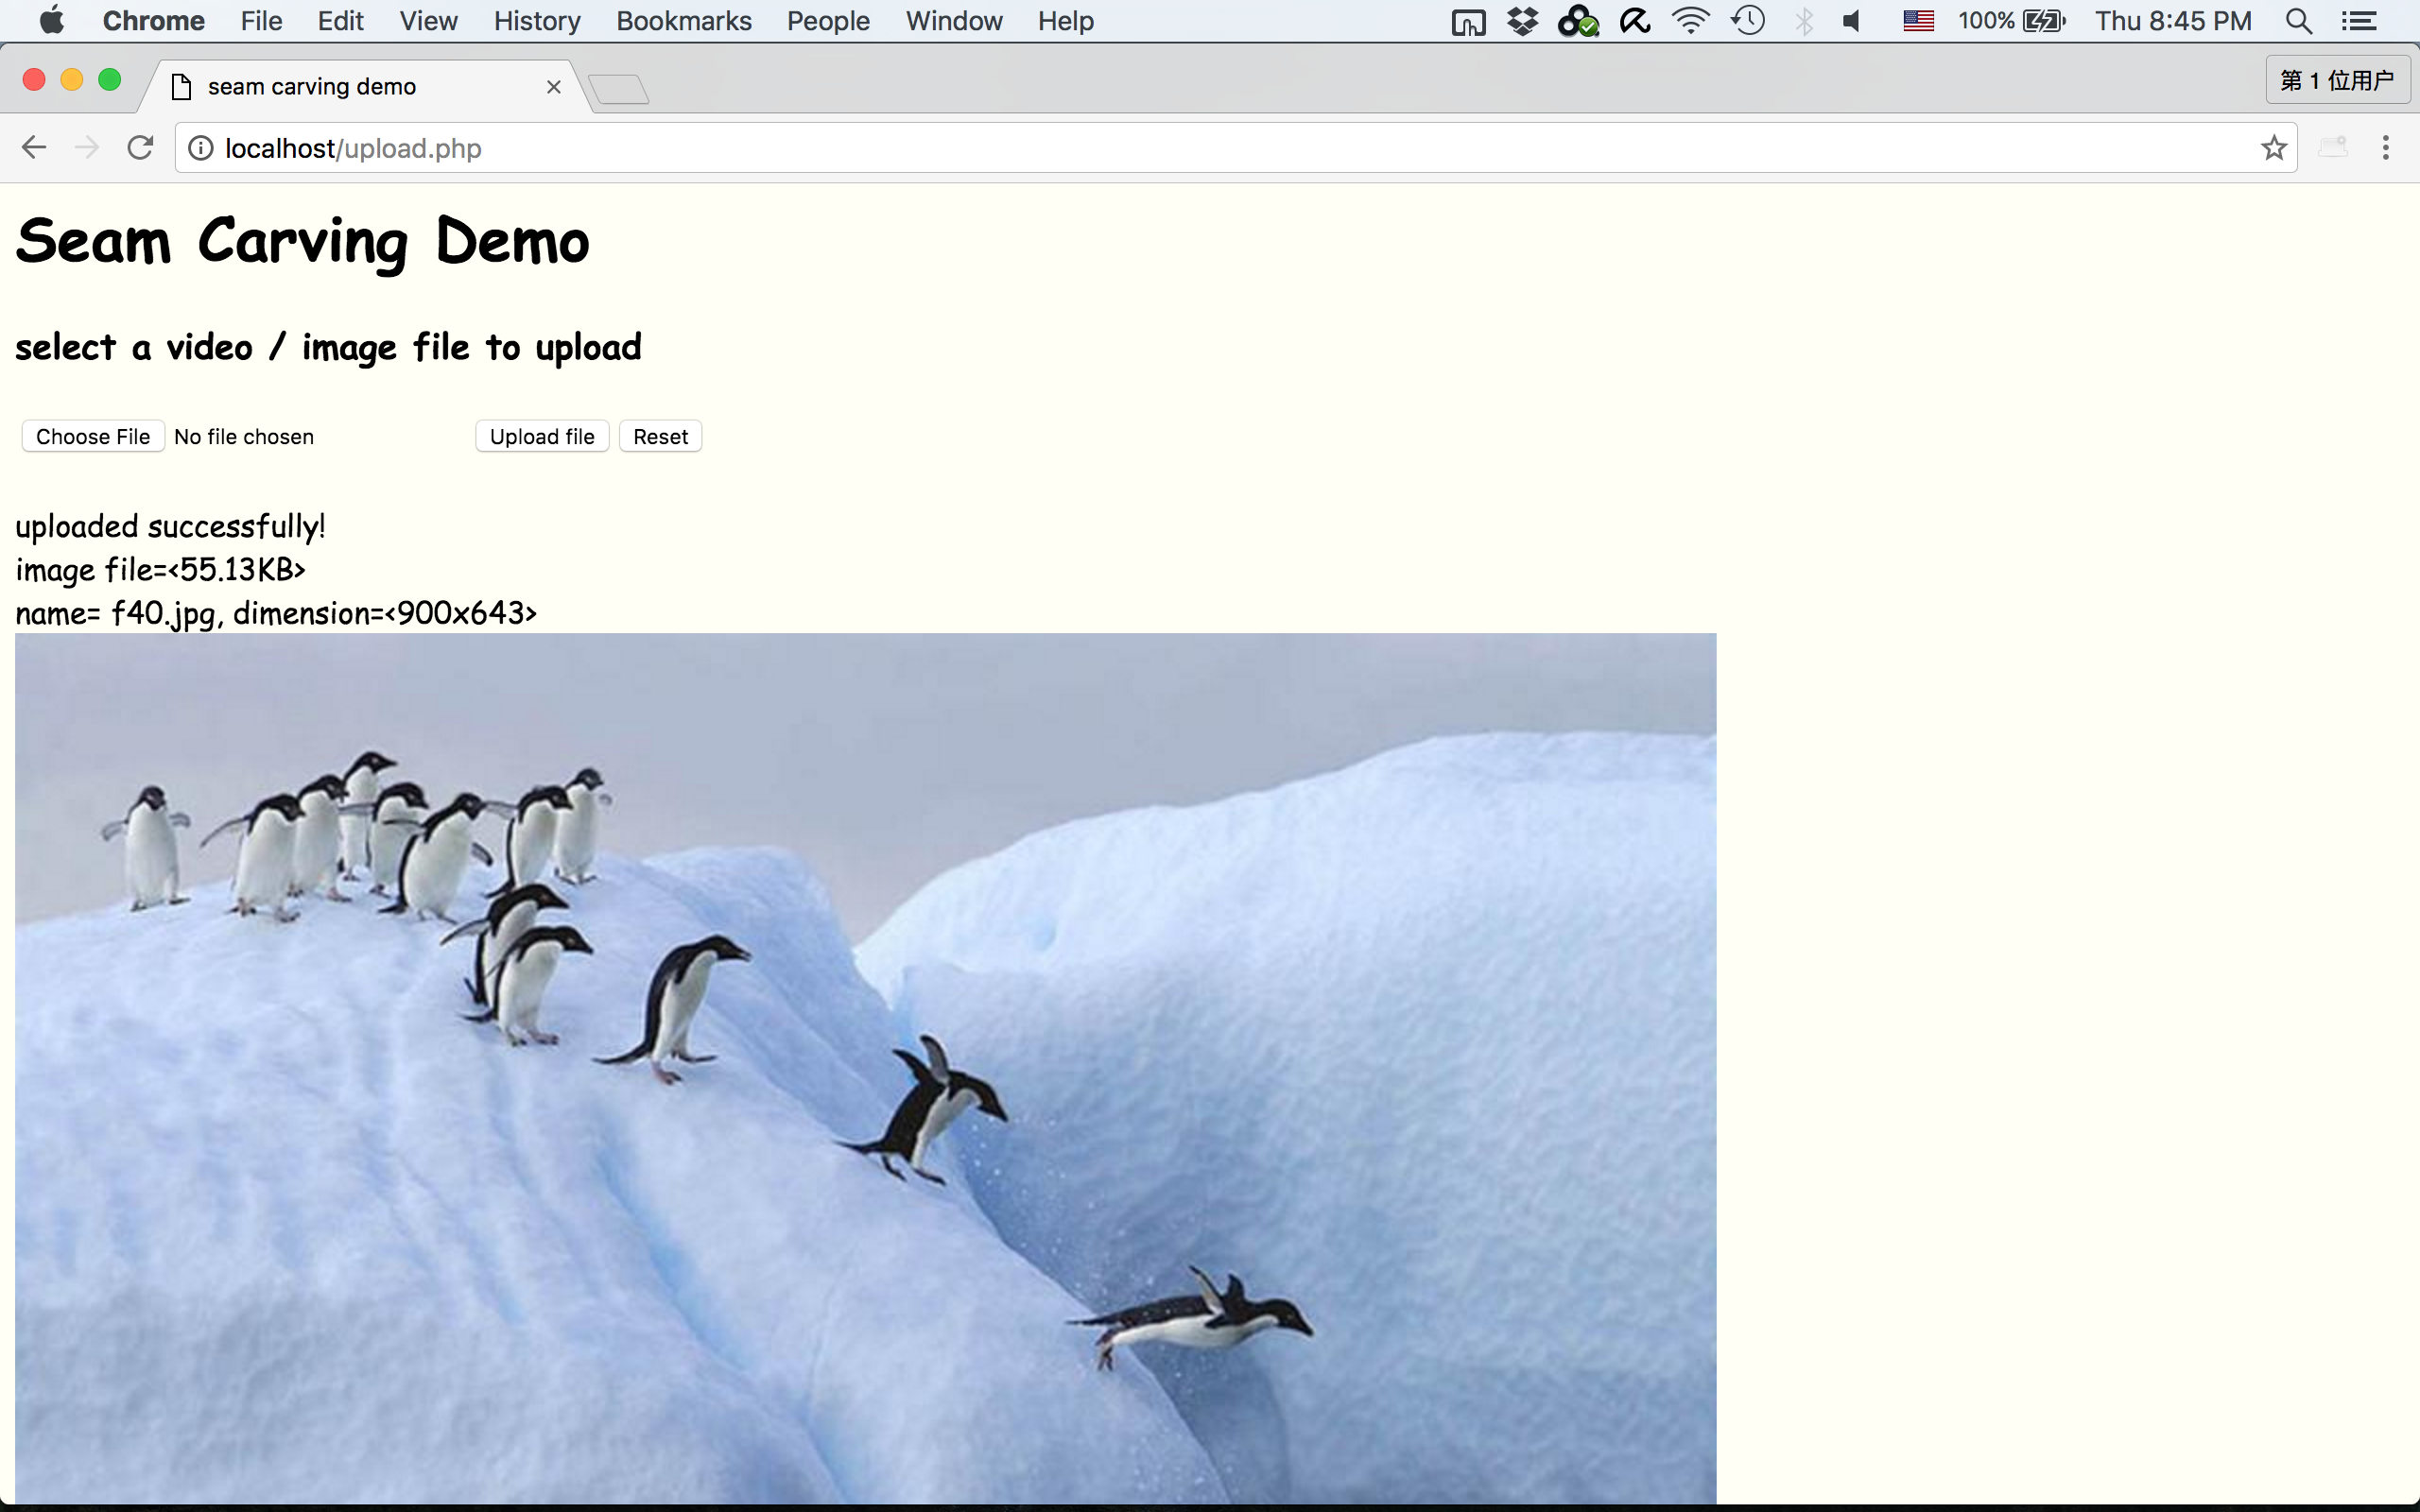 Chrome File Edit View History Bookmarks People Window Help 100% Thu 8:45 PM
seam carving demo 第 1 位用户
localhost/upload.php
Seam Carving Demo
select a video / image file to upload
Choose File No file chosen Upload file Reset
uploaded successfully!
image file=<55.13KB>
name= f40.jpg, dimension=<900x643>